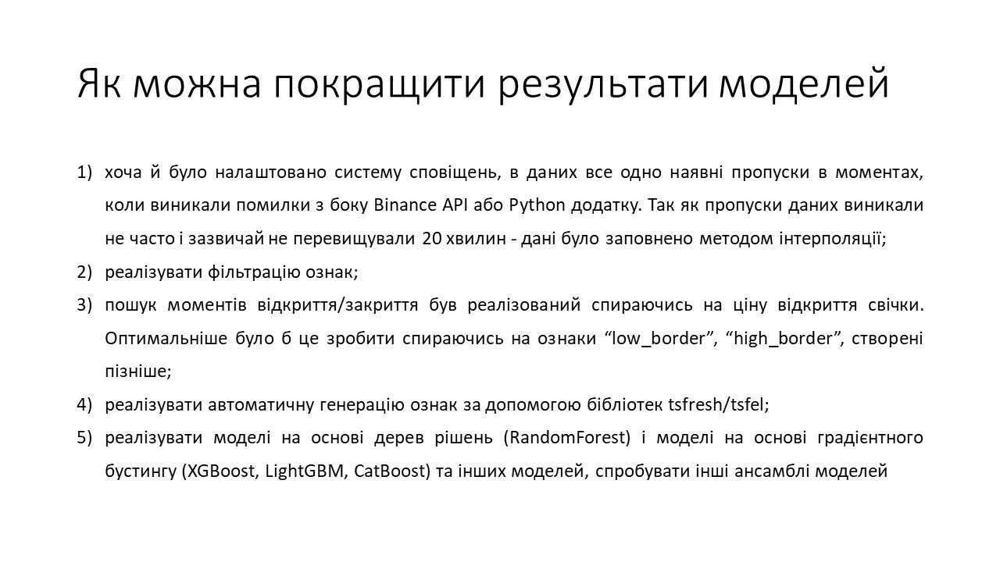 Як можна покращити результати моделей
1) хоча й було налаштовано систему сповіщень, в даних все одно наявні пропуски в моментах,
коли виникали помилки з боку Binance API або Python додатку. Так як пропуски даних виникали
не часто і зазвичай не перевищували 20 хвилин - дані було заповнено методом інтерполяції;
2) реалізувати фільтрацію ознак;
3) пошук моментів відкриття/закриття був реалізований спираючись на ціну відкриття свічки.
Оптимальніше було б це зробити спираючись на ознаки “low_border”, “high_border”, створені
пізніше;
4) реалізувати автоматичну генерацію ознак за допомогою бібліотек tsfresh/tsfel;
5) реалізувати моделі на основі дерев рішень (RandomForest) і моделі на основі градієнтного
бустингу (XGBoost, LightGBM, CatBoost) та інших моделей, спробувати інші ансамблі моделей